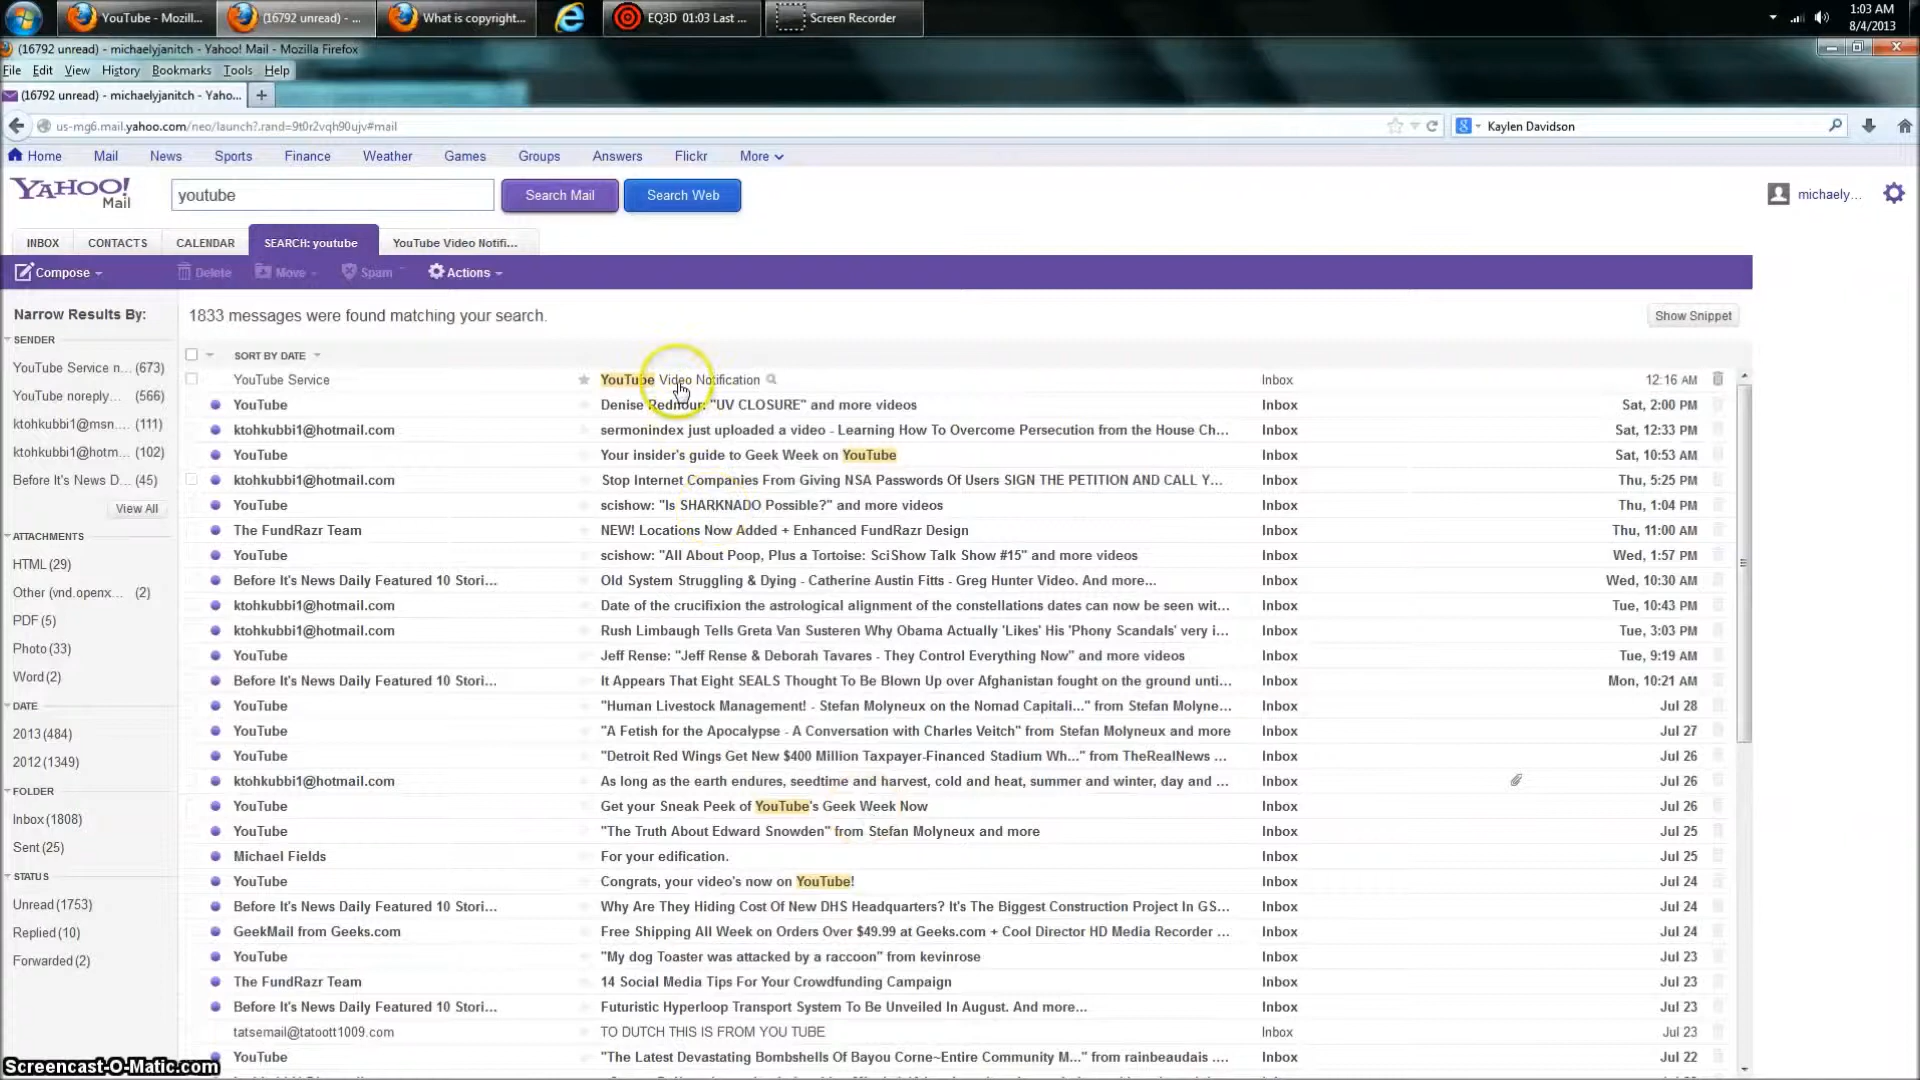 YouTube - Mozill... (16792 unread) - ... What is copyright... EQ3D 01:03 Last ... Screen Recorder 1:03 AM
8/4/2013
(16792 unread) - michaelyjanitch - Yahoo! Mail - Mozilla Firefox
File Edit View History Bookmarks Tools Help
(16792 unread) - michaelyjanitch - Yaho... +
us-mg6.mail.yahoo.com/neo/launch?.rand=9t0r2vqh90ujv#mail Kaylen Davidson
Home Mail News Sports Finance Weather Games Groups Answers Flickr More
YAHOO! Mail youtube Search Mail Search Web michaely...
INBOX CONTACTS CALENDAR SEARCH: youtube YouTube Video Notifi...
Compose Delete Move Spam Actions
Narrow Results By: 1833 messages were found matching your search. Show Snippet
SENDER
SORT BY DATE
YouTube Service n... (673)
YouTube noreply... (566)
ktohkubbi1@msn.... (111)
ktohkubbi1@hotm... (102)
Before It's News D... (45)
View All
ATTACHMENTS
HTML (29)
Other (vnd.openx... (2)
PDF (5)
Photo (33)
Word (2)
DATE
2013 (484)
2012 (1349)
FOLDER
Inbox (1808)
Sent (25)
STATUS
Unread (1753)
Replied (10)
Forwarded (2)
YouTube Service YouTube Video Notification Inbox 12:16 AM
YouTube Denise Rednour: "UV CLOSURE" and more videos Inbox Sat, 2:00 PM
ktohkubbi1@hotmail.com sermonindex just uploaded a video - Learning How To Overcome Persecution from the House Ch... Inbox Sat, 12:33 PM
YouTube Your insider's guide to Geek Week on YouTube Inbox Sat, 10:53 AM
ktohkubbi1@hotmail.com Stop Internet Companies From Giving NSA Passwords Of Users SIGN THE PETITION AND CALL Y... Inbox Thu, 5:25 PM
YouTube scishow: "Is SHARKNADO Possible?" and more videos Inbox Thu, 1:04 PM
The FundRazr Team NEW! Locations Now Added + Enhanced FundRazr Design Inbox Thu, 11:00 AM
YouTube scishow: "All About Poop, Plus a Tortoise: SciShow Talk Show #15" and more videos Inbox Wed, 1:57 PM
Before It's News Daily Featured 10 Stori... Old System Struggling & Dying - Catherine Austin Fitts - Greg Hunter Video. And more... Inbox Wed, 10:30 AM
ktohkubbi1@hotmail.com Date of the crucifixion the astrological alignment of the constellations dates can now be seen wit... Inbox Tue, 10:43 PM
ktohkubbi1@hotmail.com Rush Limbaugh Tells Greta Van Susteren Why Obama Actually 'Likes' His 'Phony Scandals' very i... Inbox Tue, 3:03 PM
YouTube Jeff Rense: "Jeff Rense & Deborah Tavares - They Control Everything Now" and more videos Inbox Tue, 9:19 AM
Before It's News Daily Featured 10 Stori... It Appears That Eight SEALS Thought To Be Blown Up over Afghanistan fought on the ground unti... Inbox Mon, 10:21 AM
YouTube "Human Livestock Management! - Stefan Molyneux on the Nomad Capitali..." from Stefan Molyne... Inbox Jul 28
YouTube "A Fetish for the Apocalypse - A Conversation with Charles Veitch" from Stefan Molyneux and more Inbox Jul 27
YouTube "Detroit Red Wings Get New $400 Million Taxpayer-Financed Stadium Wh..." from TheRealNews ... Inbox Jul 26
ktohkubbi1@hotmail.com As long as the earth endures, seedtime and harvest, cold and heat, summer and winter, day and ... Inbox Jul 26
YouTube Get your Sneak Peek of YouTube's Geek Week Now Inbox Jul 26
YouTube "The Truth About Edward Snowden" from Stefan Molyneux and more Inbox Jul 25
Michael Fields For your edification. Inbox Jul 25
YouTube Congrats, your video's now on YouTube! Inbox Jul 24
Before It's News Daily Featured 10 Stori... Why Are They Hiding Cost Of New DHS Headquarters? It's The Biggest Construction Project In GS... Inbox Jul 24
GeekMail from Geeks.com Free Shipping All Week on Orders Over $49.99 at Geeks.com + Cool Director HD Media Recorder ... Inbox Jul 24
YouTube "My dog Toaster was attacked by a raccoon" from kevinrose Inbox Jul 23
The FundRazr Team 14 Social Media Tips For Your Crowdfunding Campaign Inbox Jul 23
Before It's News Daily Featured 10 Stori... Futuristic Hyperloop Transport System To Be Unveiled In August. And more... Inbox Jul 23
tatsemail@tatoott1009.com TO DUTCH THIS IS FROM YOU TUBE Inbox Jul 23
YouTube "The Latest Devastating Bombshells Of Bayou Corne~Entire Community M..." from rainbeaudais .... Inbox Jul 22
Screencast-O-Matic.com